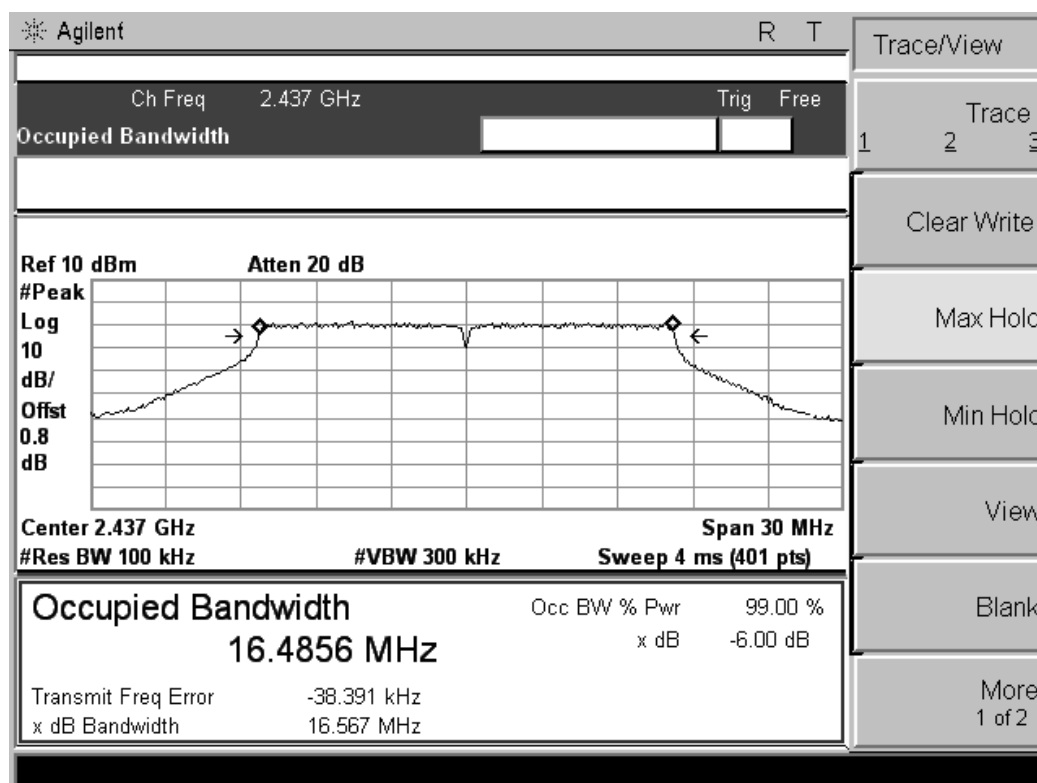 Agilent R T
Trace/View
Ch Freq 2.437 GHz Trig Free
Occupied Bandwidth
Trace
1 2 3
Clear Write
Ref 10 dBm Atten 20 dB
#Peak
Log
10
dB/
Offst
0.8
dB
Max Hold
Min Hold
Center 2.437 GHz Span 30 MHz
#Res BW 100 kHz #VBW 300 kHz Sweep 4 ms (401 pts)
View
Occupied Bandwidth Occ BW % Pwr 99.00 %
16.4856 MHz x dB -6.00 dB
Transmit Freq Error -38.391 kHz
x dB Bandwidth 16.567 MHz
Blank
More
1 of 2